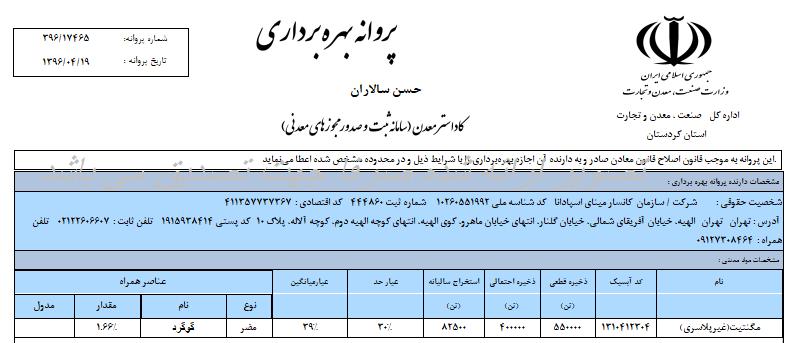 جمهوری اسلامی ایران
وزارت صنعت، معدن و تجارت
اداره کل صنعت ، معدن و تجارت
استان کردستان
پروانه بهره برداری
حسن سالاران
کاداستر معدن (سامانه ثبت و صدور مجوزهای معدنی)
شماره پروانه: ۳۹۶/۱۷۴۶۵
تاریخ پروانه : ۱۳۹۶/۰۴/۱۹
این پروانه به موجب قانون اصلاح قانون معادن صادر و به دارنده آن اجازه بهره‌برداری را با شرایط ذیل و در محدوده مشخص شده اعطا می‌نماید.
مشخصات دارنده پروانه بهره برداری :
شخصیت حقوقی : شرکت / سازمان کانسار مینای اسپادانا کد شناسه ملی ۱۰۲۶۰۵۵۱۹۹۲ شماره ثبت ۴۴۴۸۶۰ کد اقتصادی : ۴۱۱۳۵۷۷۳۷۳۶۷
آدرس : تهران تهران الهیه، خیابان آفریقای شمالی، خیابان گلنار، انتهای خیابان ماهرو، کوی الهیه، انتهای کوچه الهیه دوم، کوچه آلاله، پلاک ۱۰ کد پستی ۱۹۱۵۹۳۸۴۱۴ تلفن ثابت : ۰۲۱۲۲۶۰۶۶۰۷ تلفن
همراه : ۰۹۱۲۷۳۰۸۴۶۴
مشخصات مواد معدنی :
نام کد آیسیک ذخیره قطعی (تن) ذخیره احتمالی (تن) استخراج سالیانه (تن) عیار حد عیارمیانگین عناصر همراه
نوع نام مقدار مدول
مگنتیت(غیرپلاسری) ۱۳۱۰۴۱۲۳۰۴ ۵۵۰۰۰۰ ۴۰۰۰۰۰ ۸۲۵۰۰ ۳۰% ۳۹% مضر گوگرد ۱.۶۶%